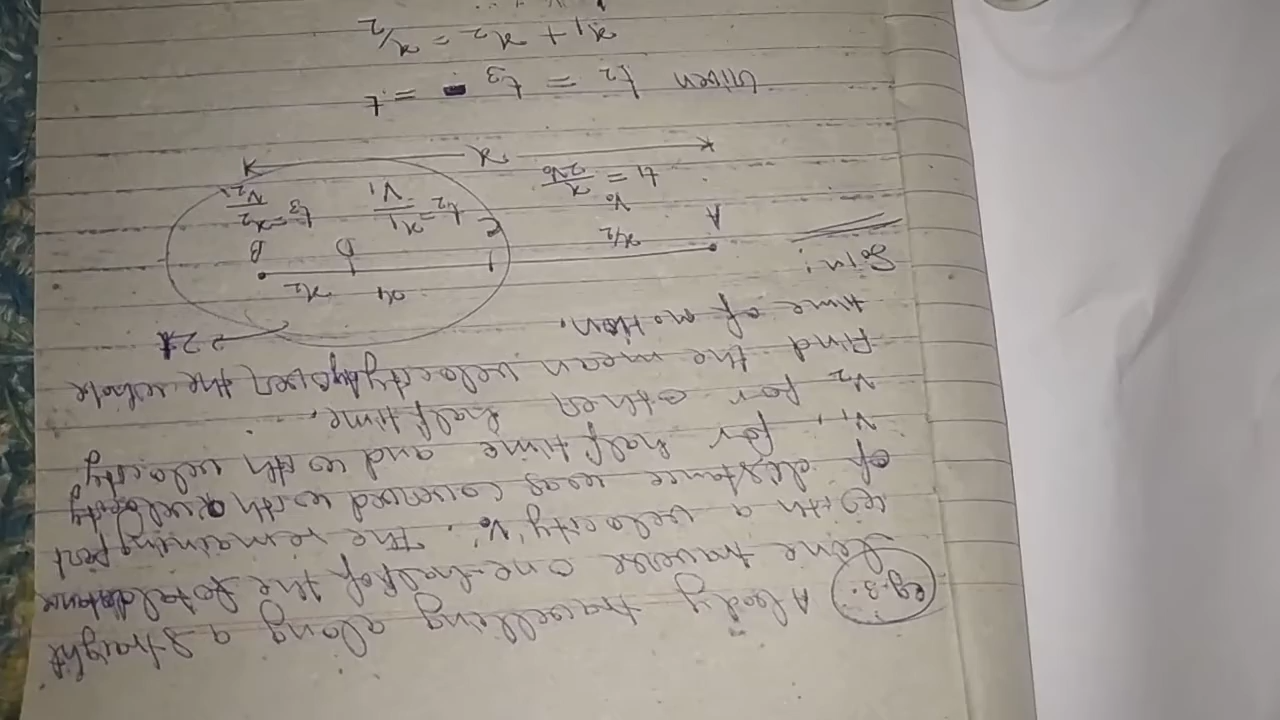 eg.3. A body travelling along a straight
line traverse one-half of the total distance
with a velocity v₀. The remaining part
of distance was covered with a velocity
v₁, for half time and with velocity
v₂ for other half time.
Find the mean velocity over the whole
time of motion.
= 2t
Soln:
x₁ x₂
A x/2 C D B
v₀
t₁ = x/2v₀ t₂ = x₁/v₁ t₃ = x₂/v₂
x
Given t₂ = t₃ = t
x₁ + x₂ = x/2